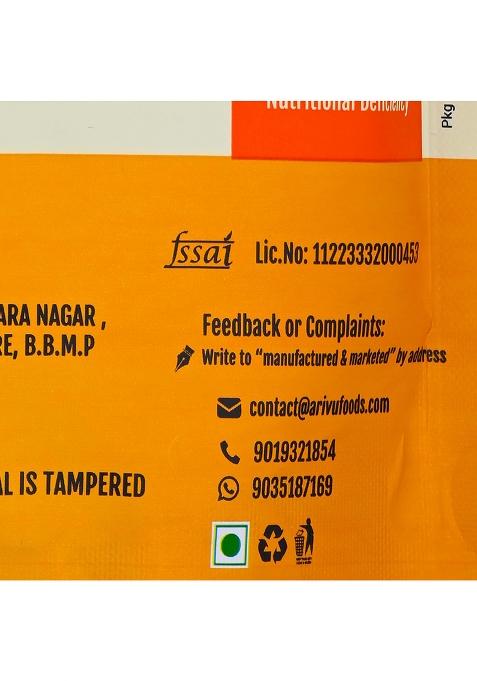 Nutritional Deficiency
Pkg
fssai Lic.No: 11223332000453
ARA NAGAR ,
RE, B.B.M.P
Feedback or Complaints:
Write to “manufactured & marketed” by address
contact@arivufoods.com
9019321854
9035187169
AL IS TAMPERED